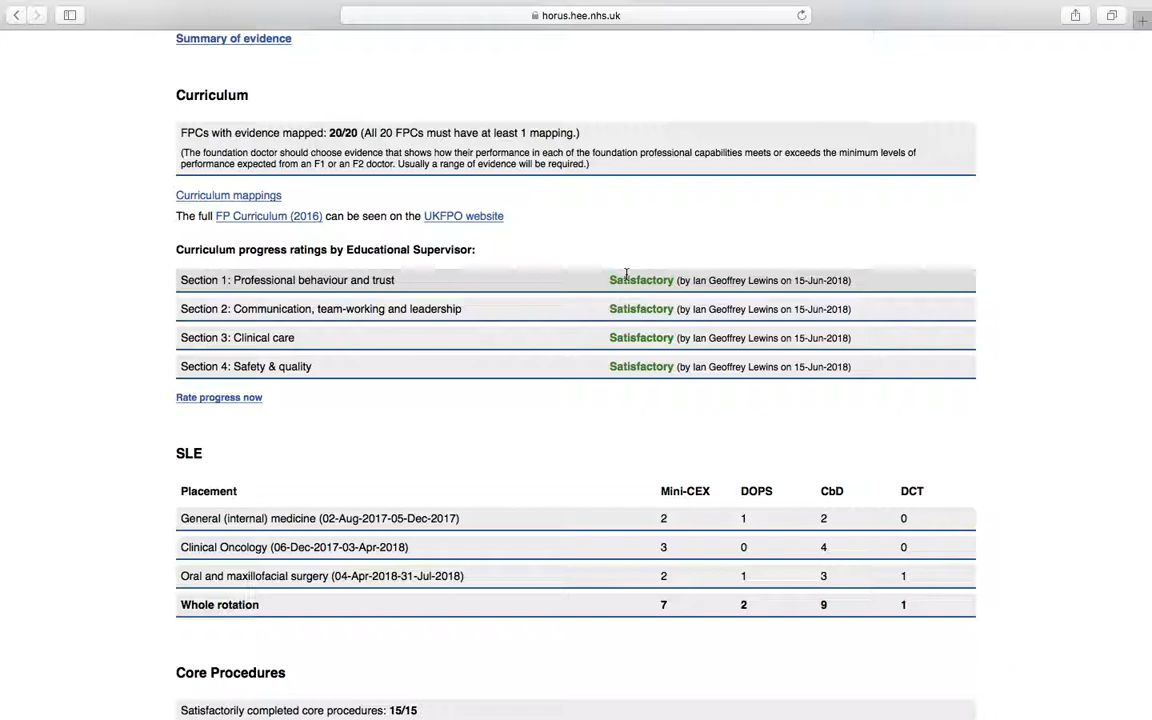 horus.hee.nhs.uk
Summary of evidence
Curriculum
FPCs with evidence mapped: 20/20 (All 20 FPCs must have at least 1 mapping.)
(The foundation doctor should choose evidence that shows how their performance in each of the foundation professional capabilities meets or exceeds the minimum levels of
performance expected from an F1 or an F2 doctor. Usually a range of evidence will be required.)
Curriculum mappings
The full FP Curriculum (2016) can be seen on the UKFPO website
Curriculum progress ratings by Educational Supervisor:
Section 1: Professional behaviour and trust Satisfactory (by Ian Geoffrey Lewins on 15-Jun-2018)
Section 2: Communication, team-working and leadership Satisfactory (by Ian Geoffrey Lewins on 15-Jun-2018)
Section 3: Clinical care Satisfactory (by Ian Geoffrey Lewins on 15-Jun-2018)
Section 4: Safety & quality Satisfactory (by Ian Geoffrey Lewins on 15-Jun-2018)
Rate progress now
SLE
Placement Mini-CEX DOPS CbD DCT
General (internal) medicine (02-Aug-2017-05-Dec-2017) 2 1 2 0
Clinical Oncology (06-Dec-2017-03-Apr-2018) 3 0 4 0
Oral and maxillofacial surgery (04-Apr-2018-31-Jul-2018) 2 1 3 1
Whole rotation 7 2 9 1
Core Procedures
Satisfactorily completed core procedures: 15/15